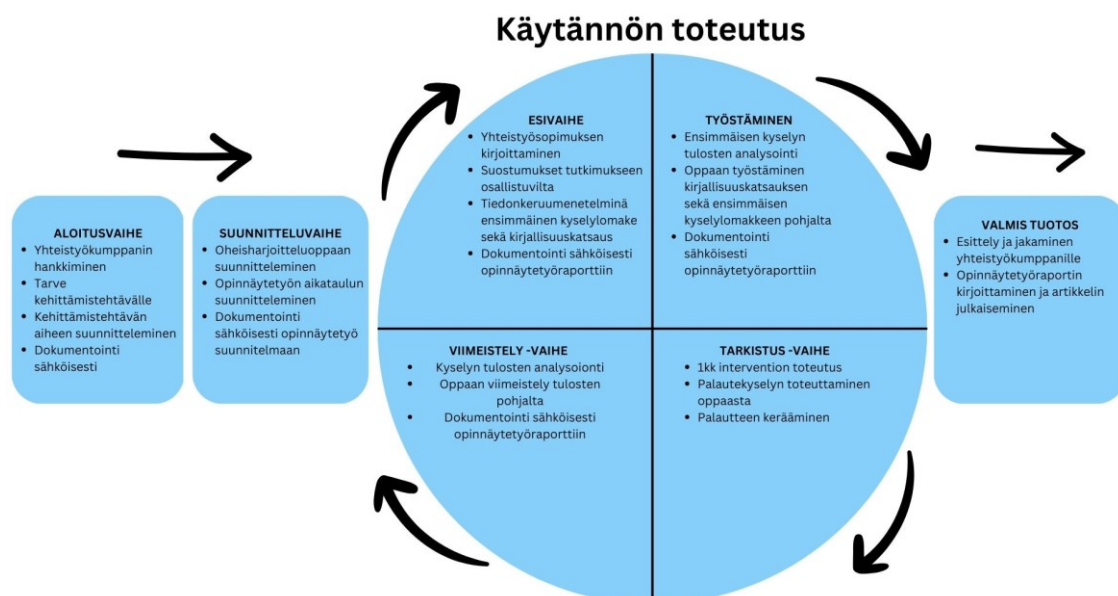 Käytännön toteutus
ALOITUSVAIHE
• Yhteistyökumppanin
hankkiminen
• Tarve
kehittämistehtävälle
• Kehittämistehtävän
aiheen suunnitteleminen
• Dokumentointi
sähköisesti
SUUNNITTELUVAIHE
• Oheisharjoitteluoppaan
suunnitteleminen
• Opinnäytetyön aikataulun
suunnitteleminen
• Dokumentointi
sähköisesti opinnäytetyö
suunnitelmaan
ESIVAIHE
• Yhteistyösopimuksen
kirjoittaminen
• Suostumukset tutkimukseen
osallistuvilta
• Tiedonkeruumenetelminä
ensimmäinen kyselylomake
sekä kirjallisuuskatsaus
• Dokumentointi sähköisesti
opinnäytetyöraporttiin
TYÖSTÄMINEN
• Ensimmäisen kyselyn
tulosten analysointi
• Oppaan työstäminen
kirjallisuuskatsauksen
sekä ensimmäisen
kyselylomakkeen pohjalta
• Dokumentointi
sähköisesti
opinnäytetyöraporttiin
VIIMEISTELY -VAIHE
• Kyselyn tulosten analysoionti
• Oppaan viimeistely tulosten
pohjalta
• Dokumentointi sähköisesti
opinnäytetyöraporttiin
TARKISTUS -VAIHE
• 1kk intervention toteutus
• Palautekyselyn toteuttaminen
oppaasta
• Palautteen kerääminen
VALMIS TUOTOS
• Esittely ja jakaminen
yhteistyökumppanille
• Opinnäytetyöraportin
kirjoittaminen ja artikkelin
julkaiseminen